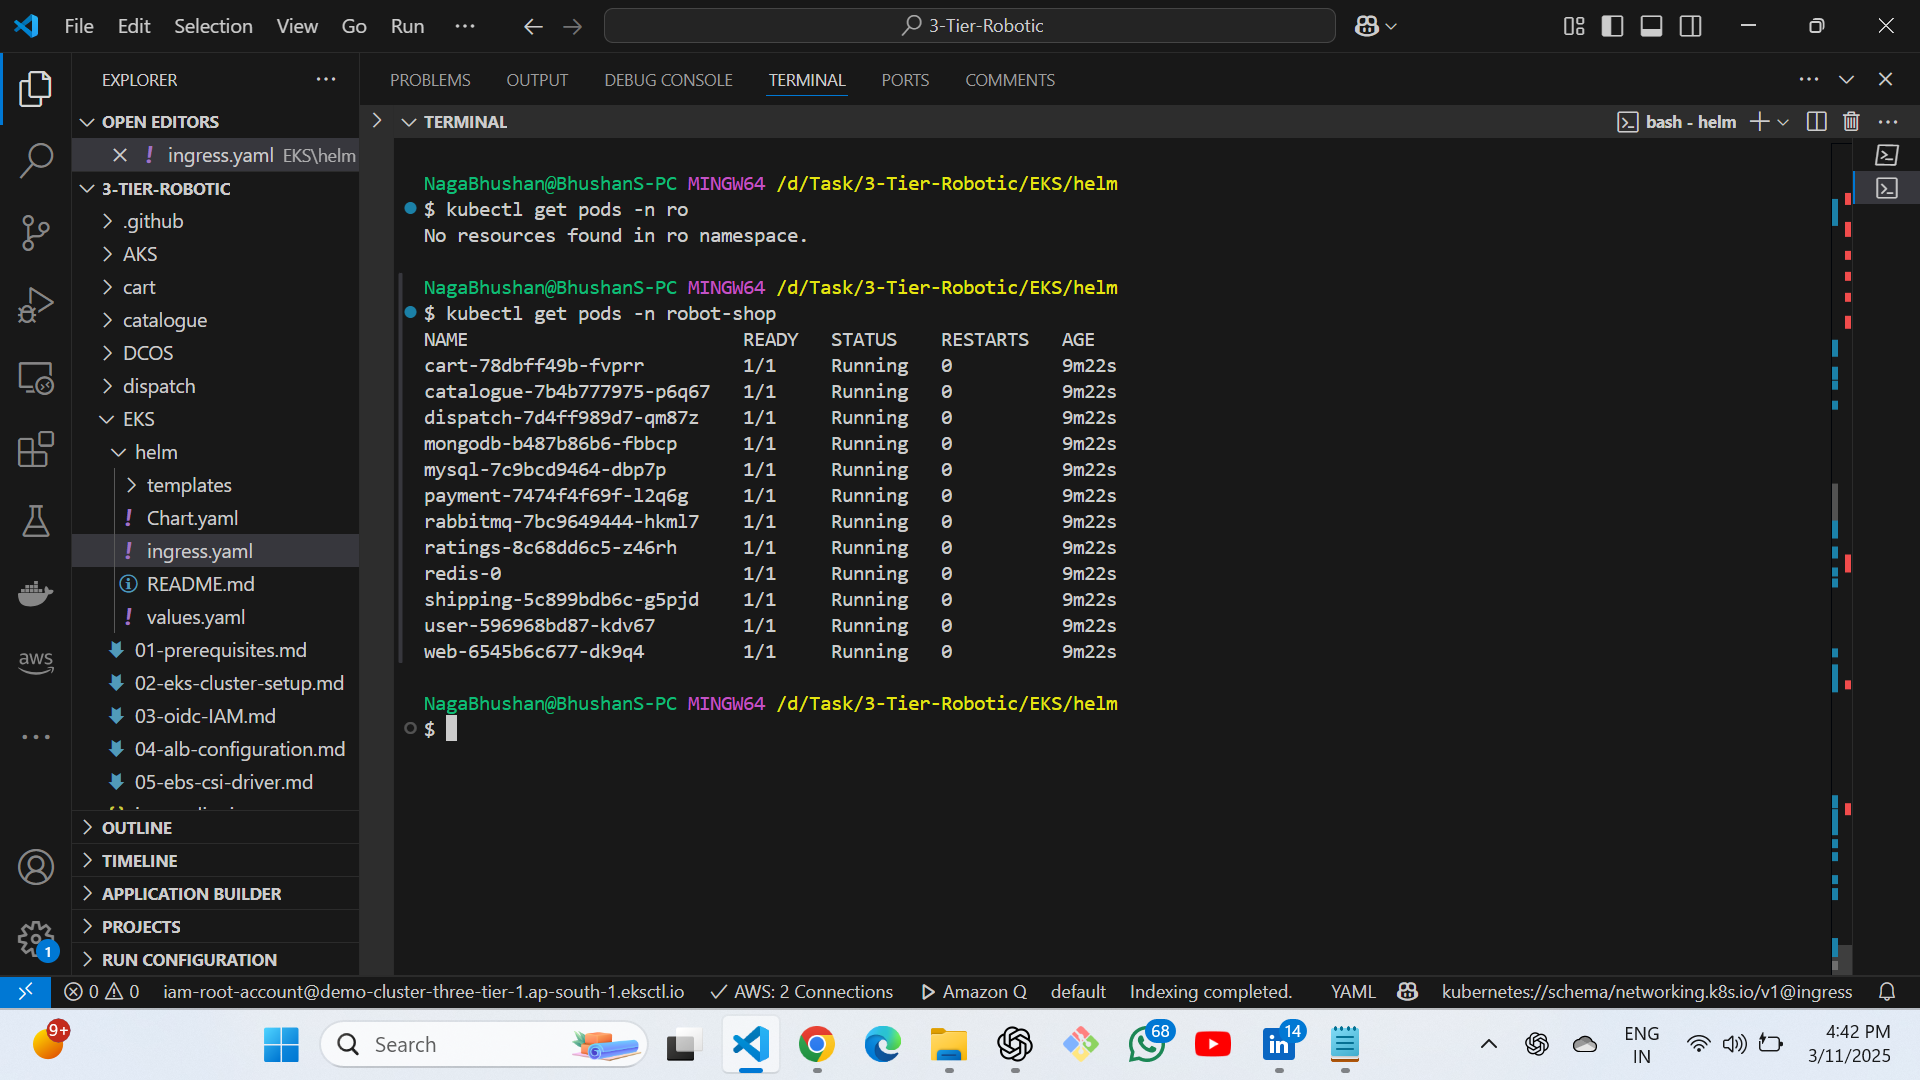 File Edit Selection View Go Run ··· 3-Tier-Robotic
EXPLORER
OPEN EDITORS
ingress.yaml EKS\helm
3-TIER-ROBOTIC
.github
AKS
cart
catalogue
DCOS
dispatch
EKS
helm
templates
Chart.yaml
ingress.yaml
README.md
values.yaml
01-prerequisites.md
02-eks-cluster-setup.md
03-oidc-IAM.md
04-alb-configuration.md
05-ebs-csi-driver.md
OUTLINE
TIMELINE
APPLICATION BUILDER
PROJECTS
RUN CONFIGURATION
aws
1
PROBLEMS OUTPUT DEBUG CONSOLE TERMINAL PORTS COMMENTS
TERMINAL bash - helm
NagaBhushan@BhushanS-PC MINGW64 /d/Task/3-Tier-Robotic/EKS/helm
$ kubectl get pods -n ro
No resources found in ro namespace.
NagaBhushan@BhushanS-PC MINGW64 /d/Task/3-Tier-Robotic/EKS/helm
$ kubectl get pods -n robot-shop
NAME READY STATUS RESTARTS AGE
cart-78dbff49b-fvprr 1/1 Running 0 9m22s
catalogue-7b4b777975-p6q67 1/1 Running 0 9m22s
dispatch-7d4ff989d7-qm87z 1/1 Running 0 9m22s
mongodb-b487b86b6-fbbcp 1/1 Running 0 9m22s
mysql-7c9bcd9464-dbp7p 1/1 Running 0 9m22s
payment-7474f4f69f-l2q6g 1/1 Running 0 9m22s
rabbitmq-7bc9649444-hkml7 1/1 Running 0 9m22s
ratings-8c68dd6c5-z46rh 1/1 Running 0 9m22s
redis-0 1/1 Running 0 9m22s
shipping-5c899bdb6c-g5pjd 1/1 Running 0 9m22s
user-596968bd87-kdv67 1/1 Running 0 9m22s
web-6545b6c677-dk9q4 1/1 Running 0 9m22s
NagaBhushan@BhushanS-PC MINGW64 /d/Task/3-Tier-Robotic/EKS/helm
$
0 0 iam-root-account@demo-cluster-three-tier-1.ap-south-1.eksctl.io AWS: 2 Connections Amazon Q default Indexing completed. YAML kubernetes://schema/networking.k8s.io/v1@ingress
9+ Search 68 14 ENG 4:42 PM
IN 3/11/2025